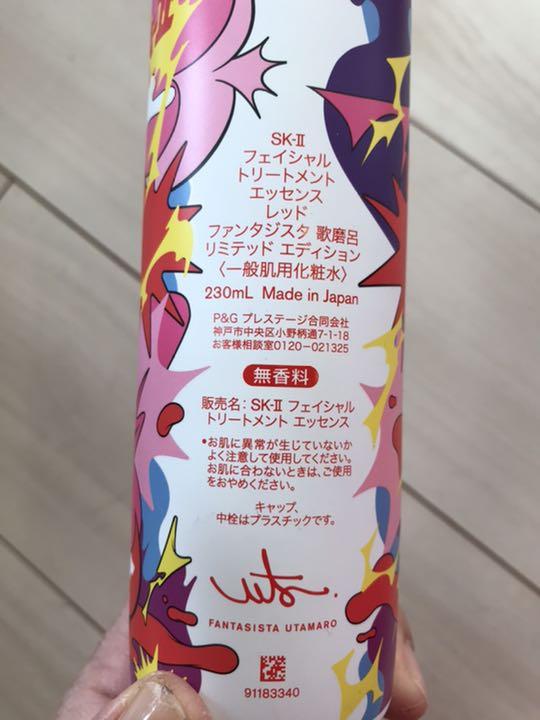 SK-II
フェイシャル
トリートメント
エッセンス
レッド
ファンタジスタ 歌磨呂
リミテッド エディション
〈一般肌用化粧水〉
230mL Made in Japan
P&G プレステージ合同会社
神戸市中央区小野柄通7-1-18
お客様相談室0120-021325
無香料
販売名：SK-II フェイシャル
トリートメント エッセンス
•お肌に異常が生じていないか
よく注意して使用してください。
お肌に合わないときは、ご使用
をおやめください。
キャップ、
中栓はプラスチックです。
FANTASISTA UTAMARO
91183340